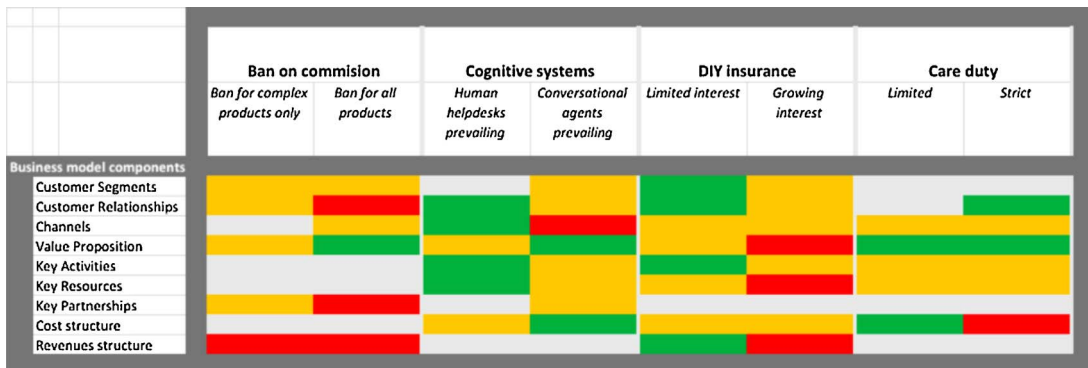 Ban on commision
Cognitive systems
DIY insurance
Care duty
Ban for complex
products only
Ban for all
products
Human
helpdesks
prevailing
Conversational
agents
prevailing
Limited interest
Growing
interest
Limited
Strict
Business model components
Customer Segments
Customer Relationships
Channels
Value Proposition
Key Activities
Key Resources
Key Partnerships
Cost structure
Revenues structure